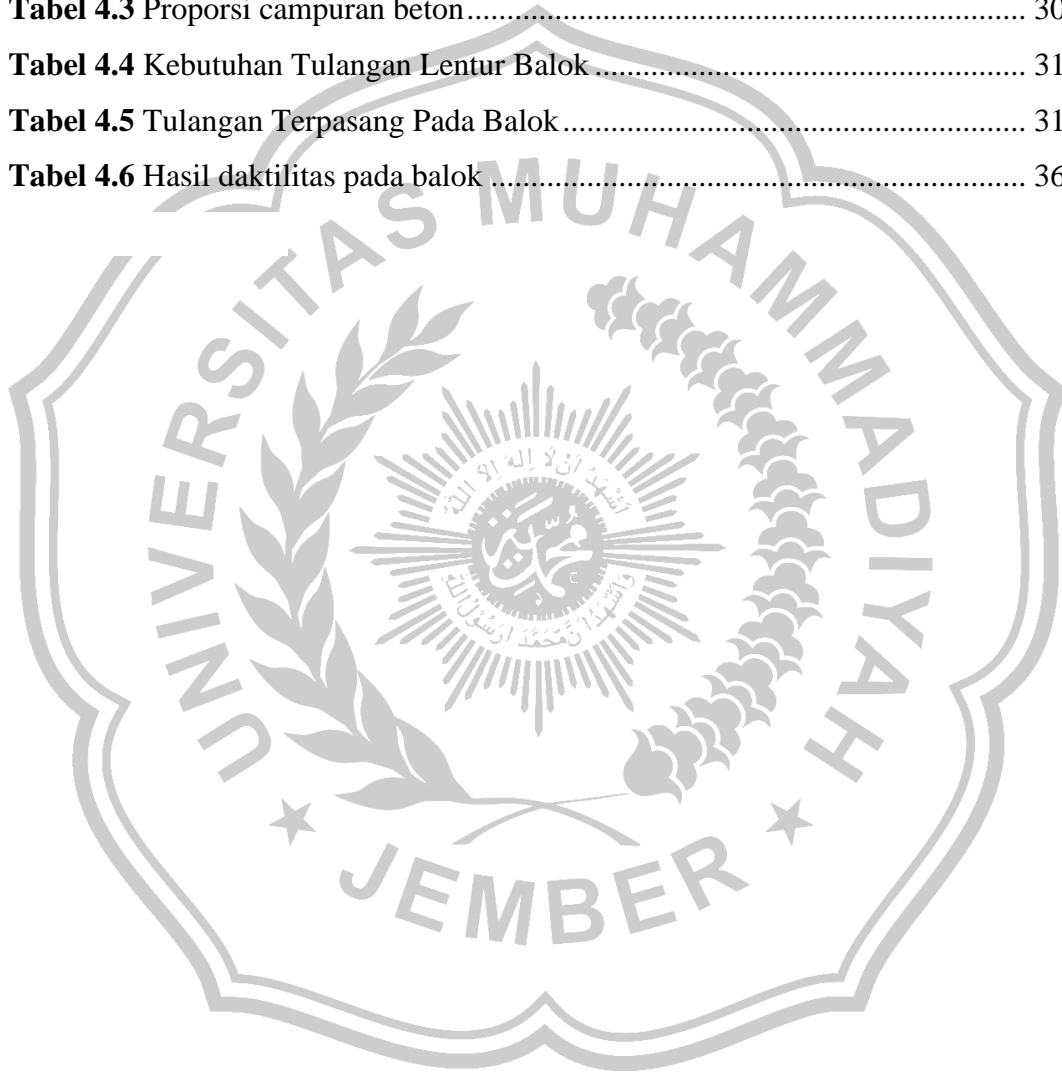 Tabel 4.3 Proporsi campuran beton................................................................ 30
Tabel 4.4 Kebutuhan Tulangan Lentur Balok ................................................. 31
Tabel 4.5 Tulangan Terpasang Pada Balok..................................................... 31
Tabel 4.6 Hasil daktilitas pada balok ............................................................. 36
UNIVERSITAS MUHAMMADIYAH
JEMBER